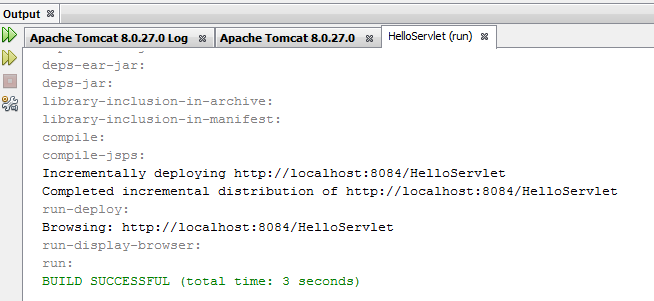 Output
Apache Tomcat 8.0.27.0 Log
Apache Tomcat 8.0.27.0
HelloServlet (run)
deps-ear-jar:
deps-jar:
library-inclusion-in-archive:
library-inclusion-in-manifest:
compile:
compile-jsps:
Incrementally deploying http://localhost:8084/HelloServlet
Completed incremental distribution of http://localhost:8084/HelloServlet
run-deploy:
Browsing: http://localhost:8084/HelloServlet
run-display-browser:
run:
BUILD SUCCESSFUL (total time: 3 seconds)